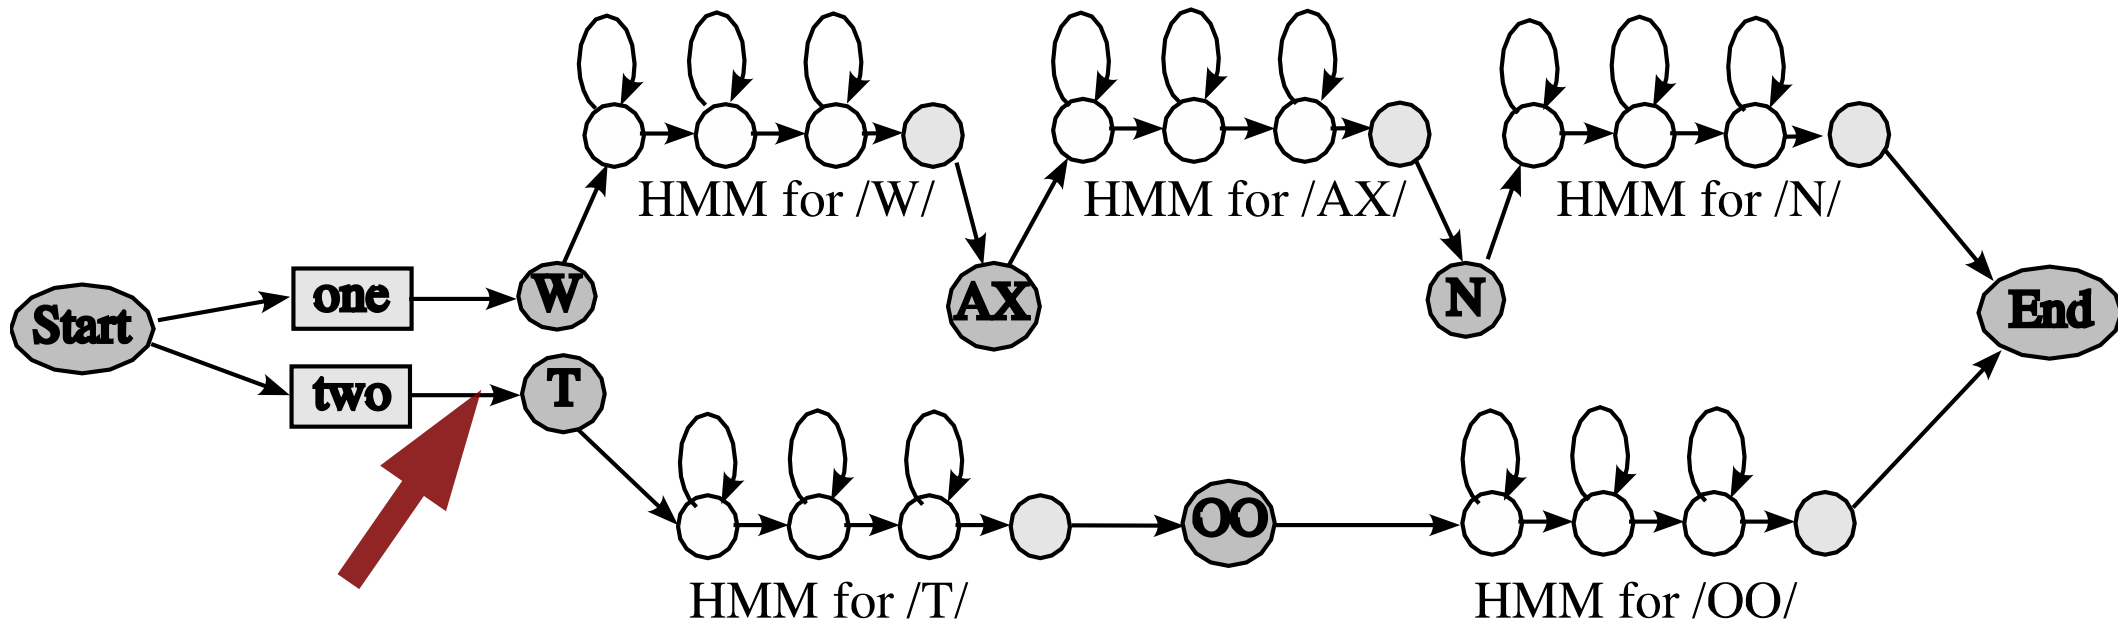 HMM for /W/
HMM for /AX/
HMM for /N/
Start
one
W
AX
N
End
two
T
OO
HMM for /T/
HMM for /OO/